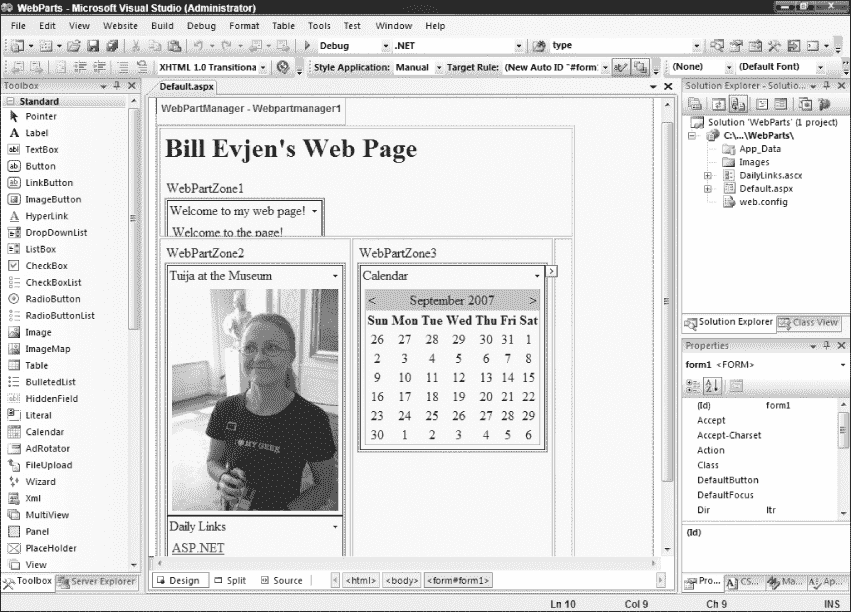 WebParts - Microsoft Visual Studio (Administrator)
File Edit View Website Build Debug Format Table Tools Test Window Help
Debug .NET type
XHTML 1.0 Transitiona Style Application: Manual Target Rule: (New Auto ID "#form1 (None) (Default Font)
Toolbox
Standard
Pointer
Label
TextBox
Button
LinkButton
ImageButton
HyperLink
DropDownList
ListBox
CheckBox
CheckBoxList
RadioButton
RadioButtonList
Image
ImageMap
Table
BulletedList
HiddenField
Literal
Calendar
AdRotator
FileUpload
Wizard
Xml
MultiView
Panel
PlaceHolder
View
Toolbox Server Explorer
Default.aspx
WebPartManager - Webpartmanager1
Bill Evjen's Web Page
WebPartZone1
Welcome to my web page!
Welcome to the page!
WebPartZone2
Tuija at the Museum
I MY GEEK
Daily Links
ASP.NET
WebPartZone3
Calendar
< September 2007 >
Sun Mon Tue Wed Thu Fri Sat
26 27 28 29 30 31 1
2 3 4 5 6 7 8
9 10 11 12 13 14 15
16 17 18 19 20 21 22
23 24 25 26 27 28 29
30 1 2 3 4 5 6
Design Split Source <html> <body> <form#form1>
Solution Explorer - Solutio...
Solution 'WebParts' (1 project)
C:\...\WebParts\
App_Data
Images
DailyLinks.ascx
Default.aspx
web.config
Solution Explorer Class View
Properties
form1 <FORM>
(Id) form1
Accept
Accept-Charset
Action
Class
DefaultButton
DefaultFocus
Dir ltr
(Id)
Pro... CS... Ma... Ap...
Ln 10 Col 9 Ch 9 INS